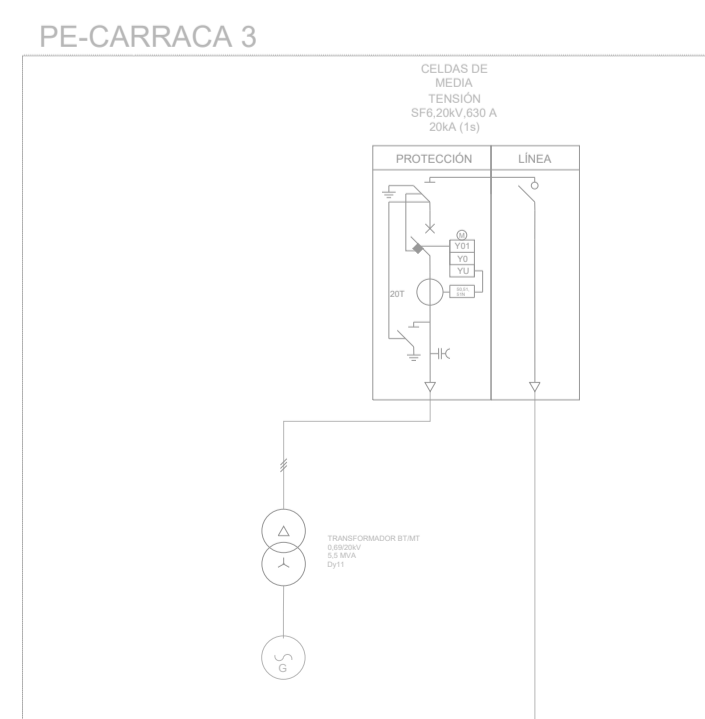 PE-CARRACA 3
CELDAS DE
MEDIA
TENSIÓN
SF6,20kV,630 A
20kA (1s)
PROTECCIÓN
LÍNEA
M
Y01
Y0
YU
20T
TRANSFORMADOR BT/MT
0,69/20kV
5,5 MVA
Dy11
G